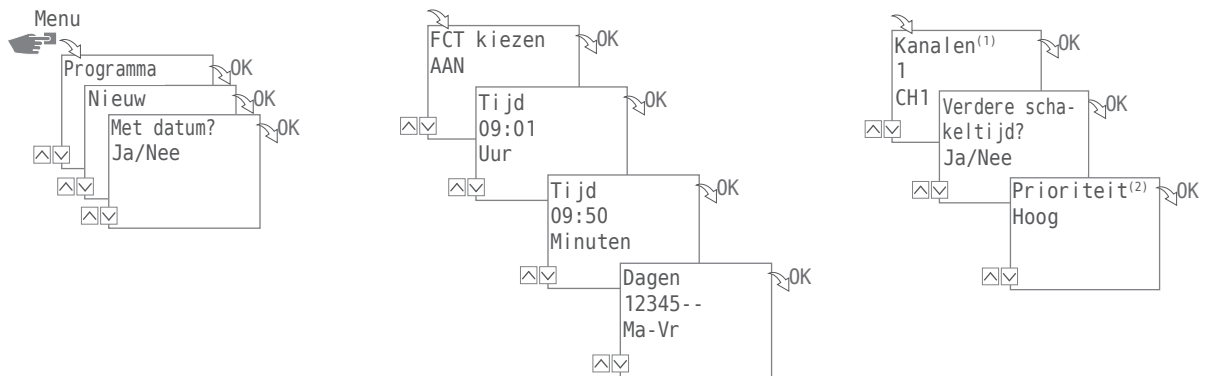 Menu
Programma
OK
Nieuw
OK
Met datum?
OK
Ja/Nee
FCT kiezen
OK
AAN
Tijd
OK
09:01
Uur
Tijd
OK
09:50
Minuten
Dagen
OK
12345--
Ma-Vr
Kanalen(1)
OK
1
CH1
Verdere scha-
OK
keltijd?
Ja/Nee
Prioriteit(2)
OK
Hoog